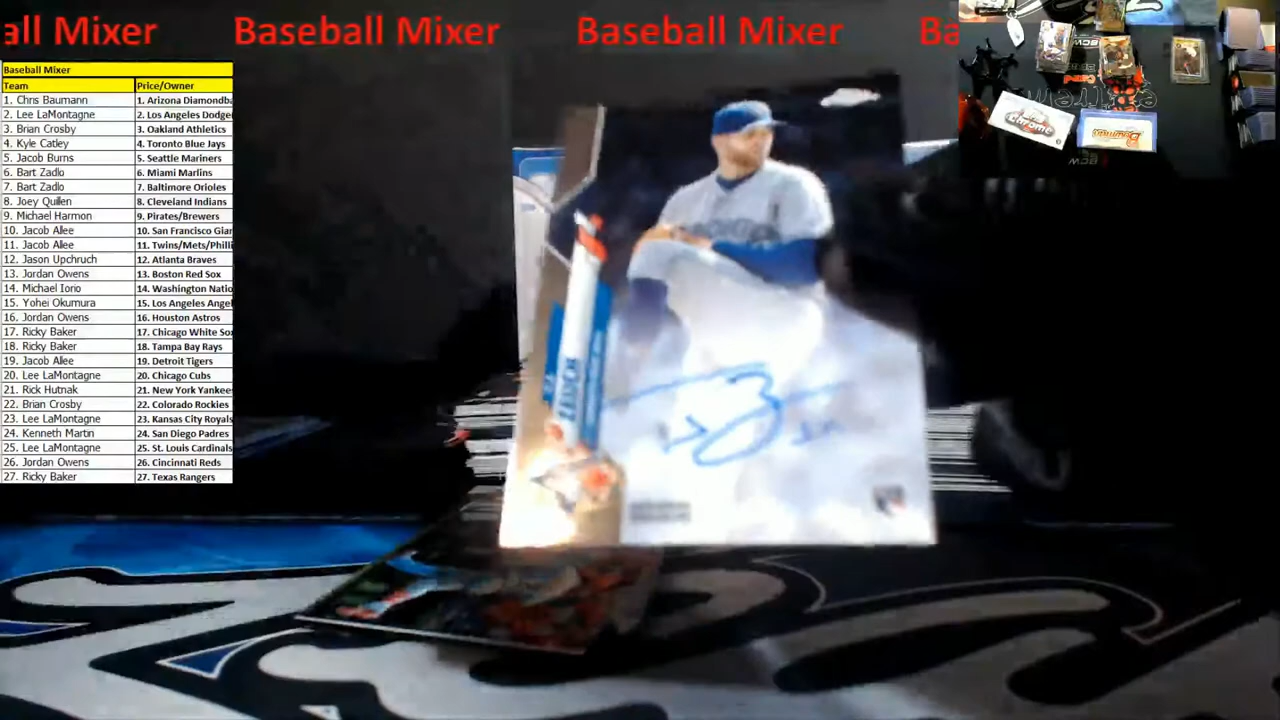 all Mixer Baseball Mixer Baseball Mixer Ba
Baseball Mixer
Team Price/Owner
1. Chris Baumann 1. Arizona Diamondba
2. Lee LaMontagne 2. Los Angeles Dodge
3. Brian Crosby 3. Oakland Athletics
4. Kyle Catley 4. Toronto Blue Jays
5. Jacob Burns 5. Seattle Mariners
6. Bart Zadlo 6. Miami Marlins
7. Bart Zadlo 7. Baltimore Orioles
8. Joey Quillen 8. Cleveland Indians
9. Michael Harmon 9. Pirates/Brewers
10. Jacob Allee 10. San Francisco Gian
11. Jacob Allee 11. Twins/Mets/Philli
12. Jason Upchruch 12. Atlanta Braves
13. Jordan Owens 13. Boston Red Sox
14. Michael Iorio 14. Washington Natio
15. Yohei Okumura 15. Los Angeles Angel
16. Jordan Owens 16. Houston Astros
17. Ricky Baker 17. Chicago White Sox
18. Ricky Baker 18. Tampa Bay Rays
19. Jacob Allee 19. Detroit Tigers
20. Lee LaMontagne 20. Chicago Cubs
21. Rick Hutnak 21. New York Yankee
22. Brian Crosby 22. Colorado Rockies
23. Lee LaMontagne 23. Kansas City Royals
24. Kenneth Martin 24. San Diego Padres
25. Lee LaMontagne 25. St. Louis Cardinals
26. Jordan Owens 26. Cincinnati Reds
27. Ricky Baker 27. Texas Rangers
Chrome
Bowman
BCW